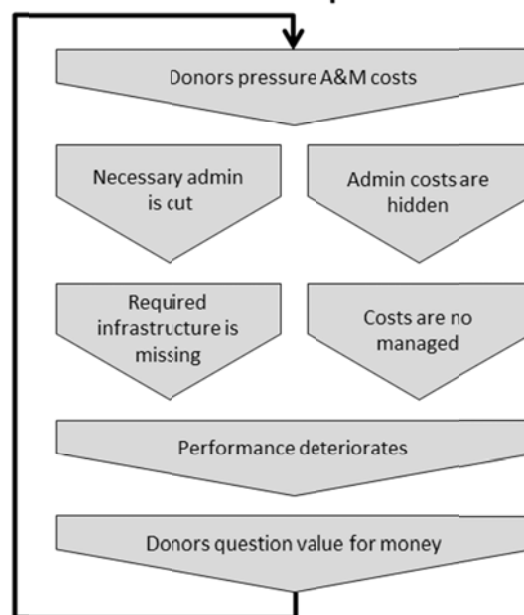 Donors pressure A&M costs
Necessary admin
is cut
Admin costs are
hidden
Required
infrastructure is
missing
Costs are no
managed
Performance deteriorates
Donors question value for money